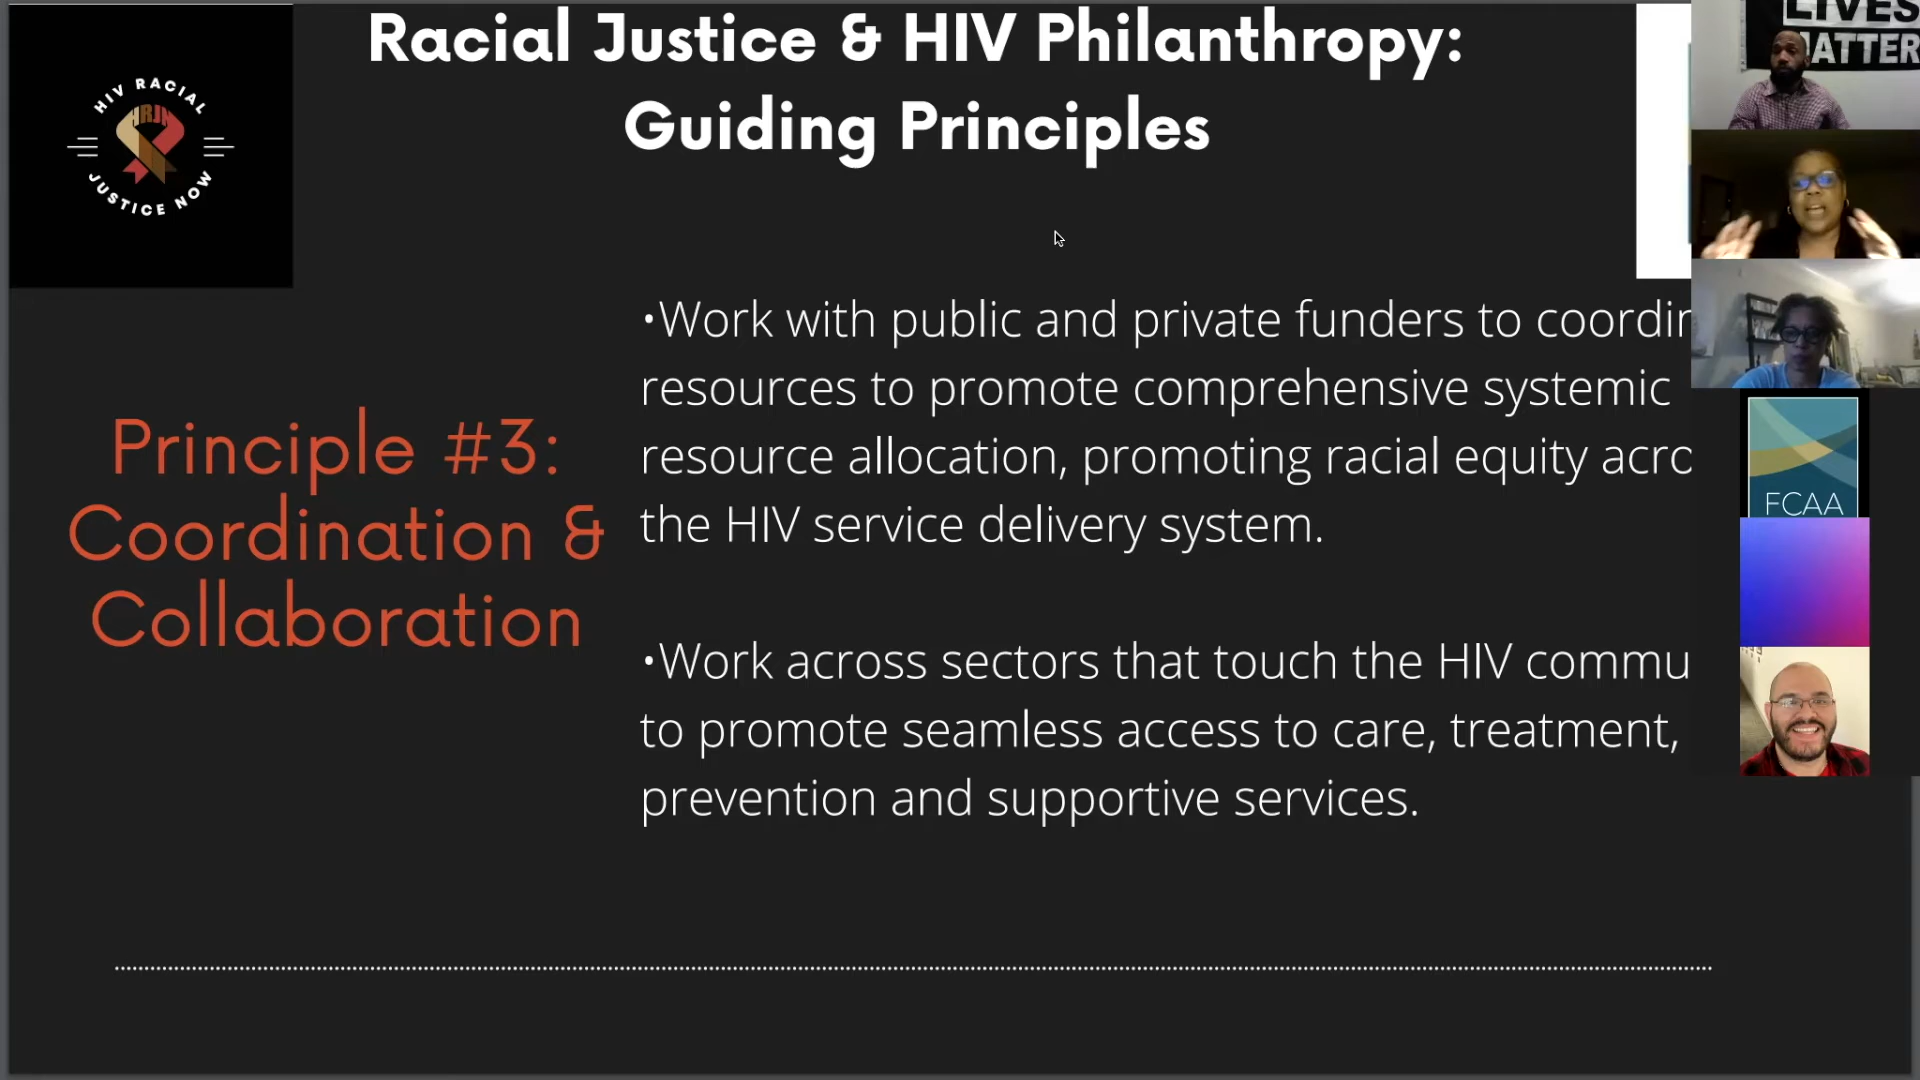 Racial Justice & HIV Philanthropy:
Guiding Principles
HIV RACIAL
HRJN
JUSTICE NOW
Principle #3:
Coordination &
Collaboration
•Work with public and private funders to coordin
resources to promote comprehensive systemic
resource allocation, promoting racial equity acro
the HIV service delivery system.
•Work across sectors that touch the HIV commu
to promote seamless access to care, treatment,
prevention and supportive services.
LIVES
MATTER
FCAA